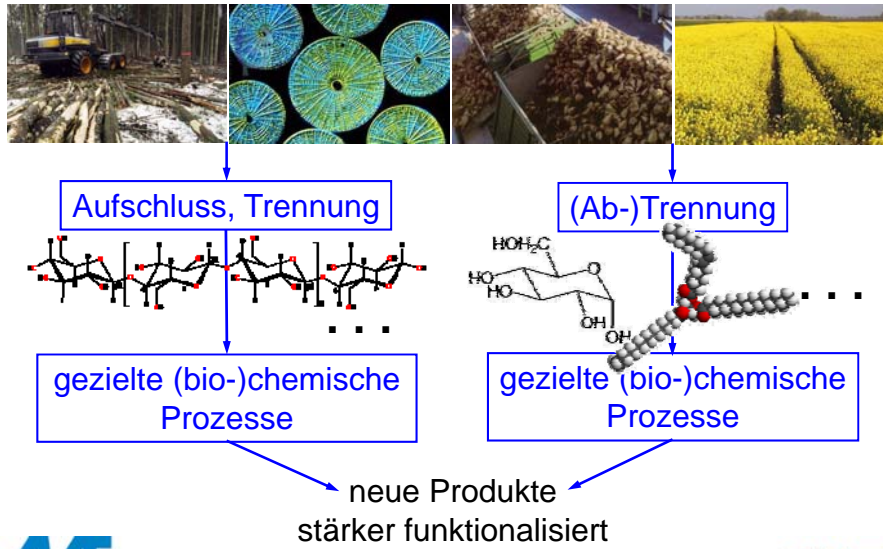 Aufschluss, Trennung
(Ab-)Trennung
HOH₂C
HO
HO
O
OH
OH
. . .
. . .
gezielte (bio-)chemische
Prozesse
gezielte (bio-)chemische
Prozesse
neue Produkte
stärker funktionalisiert